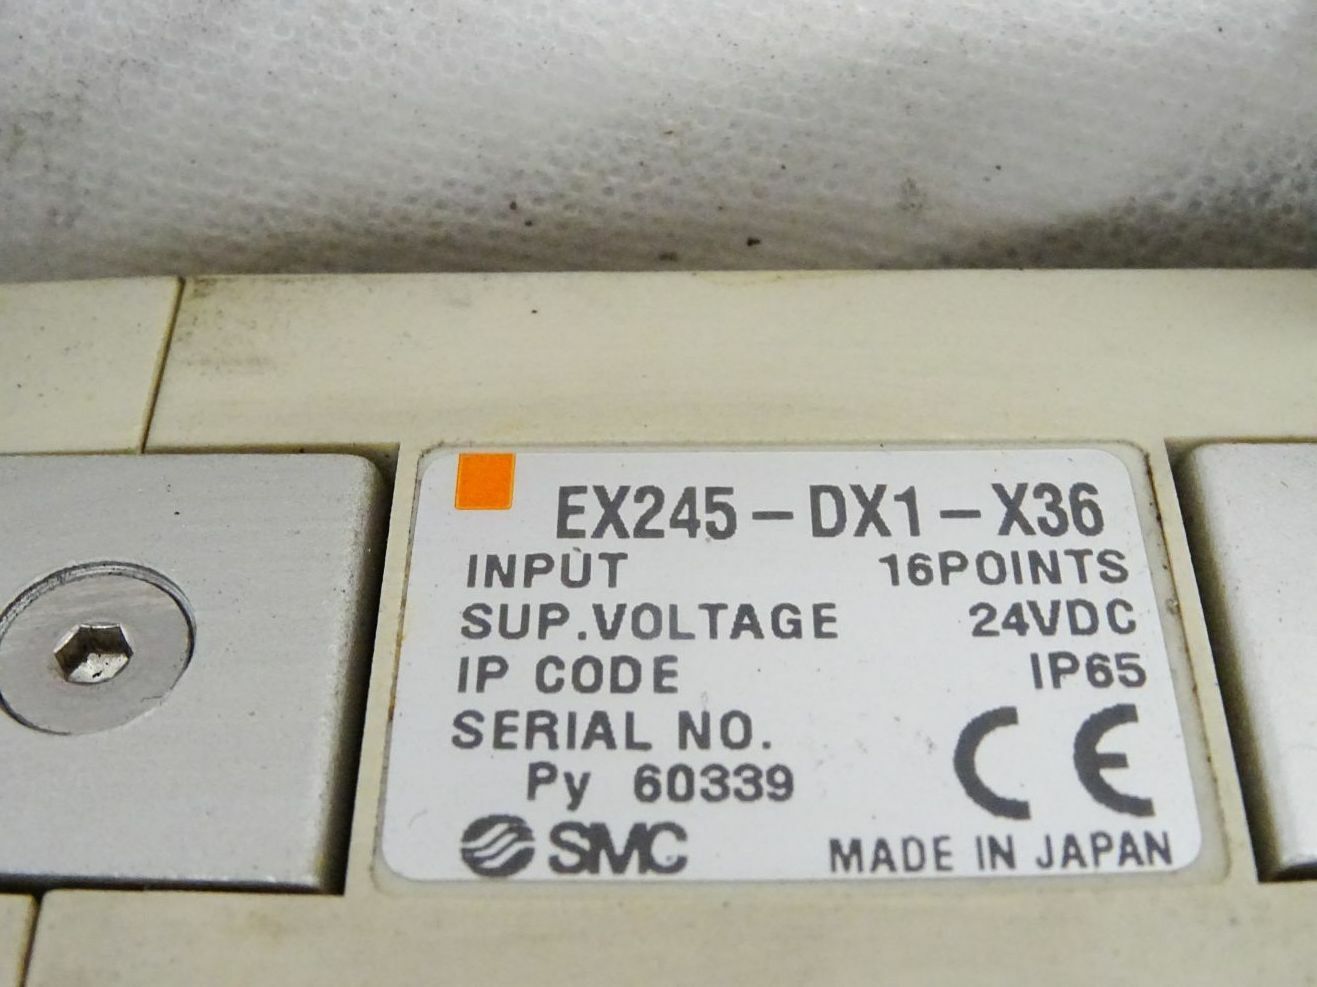 EX245-DX1-X36
INPUT 16POINTS
SUP.VOLTAGE 24VDC
IP CODE IP65
SERIAL NO.
Py 60339
CE
SMC MADE IN JAPAN